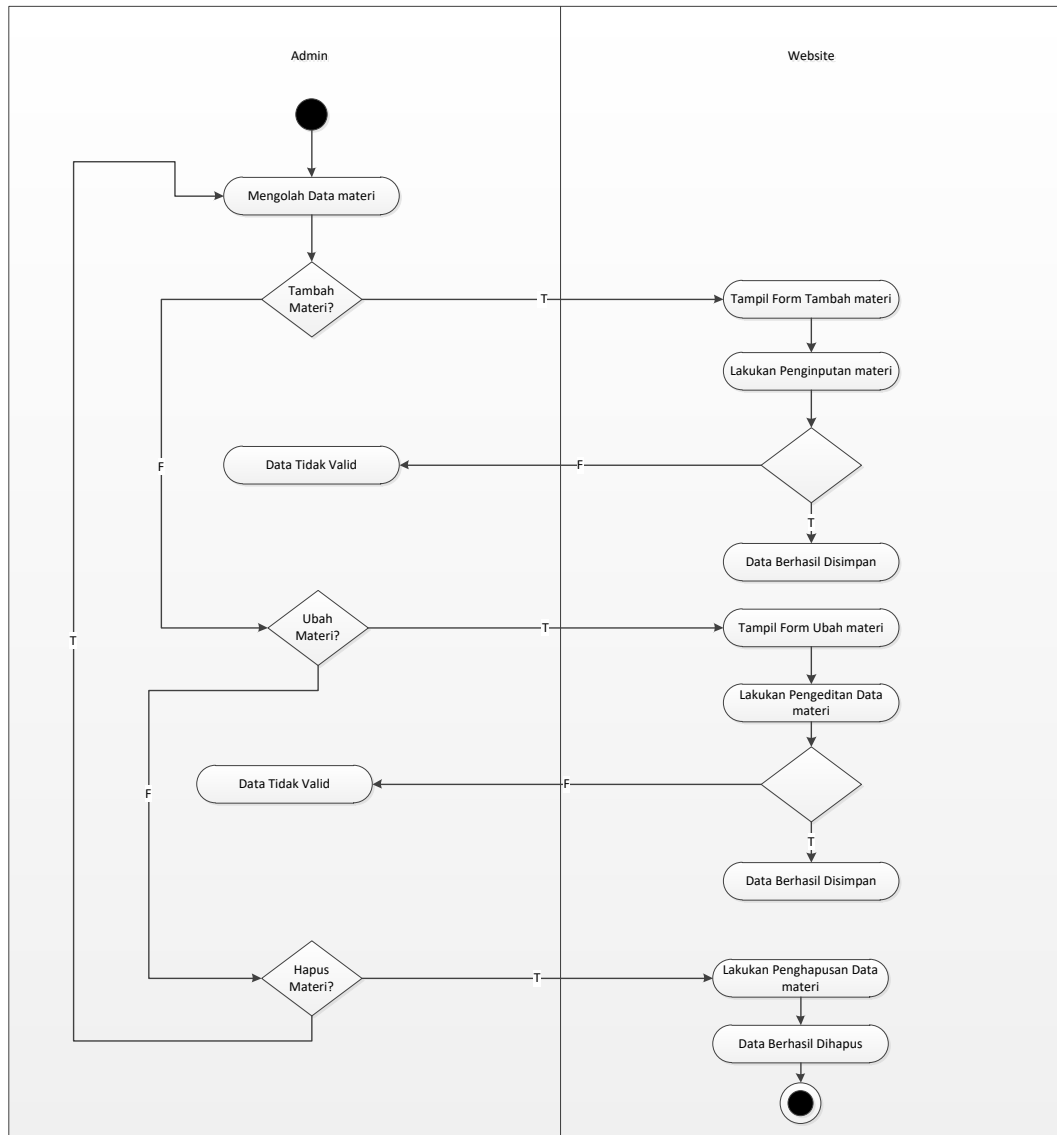 Admin
Website
Mengolah Data materi
Tambah
Materi?
T
Tampil Form Tambah materi
Lakukan Penginputan materi
F
Data Tidak Valid
F
T
Data Berhasil Disimpan
Ubah
Materi?
T
Tampil Form Ubah materi
T
Lakukan Pengeditan Data
materi
F
Data Tidak Valid
F
T
Data Berhasil Disimpan
Hapus
Materi?
T
Lakukan Penghapusan Data
materi
Data Berhasil Dihapus